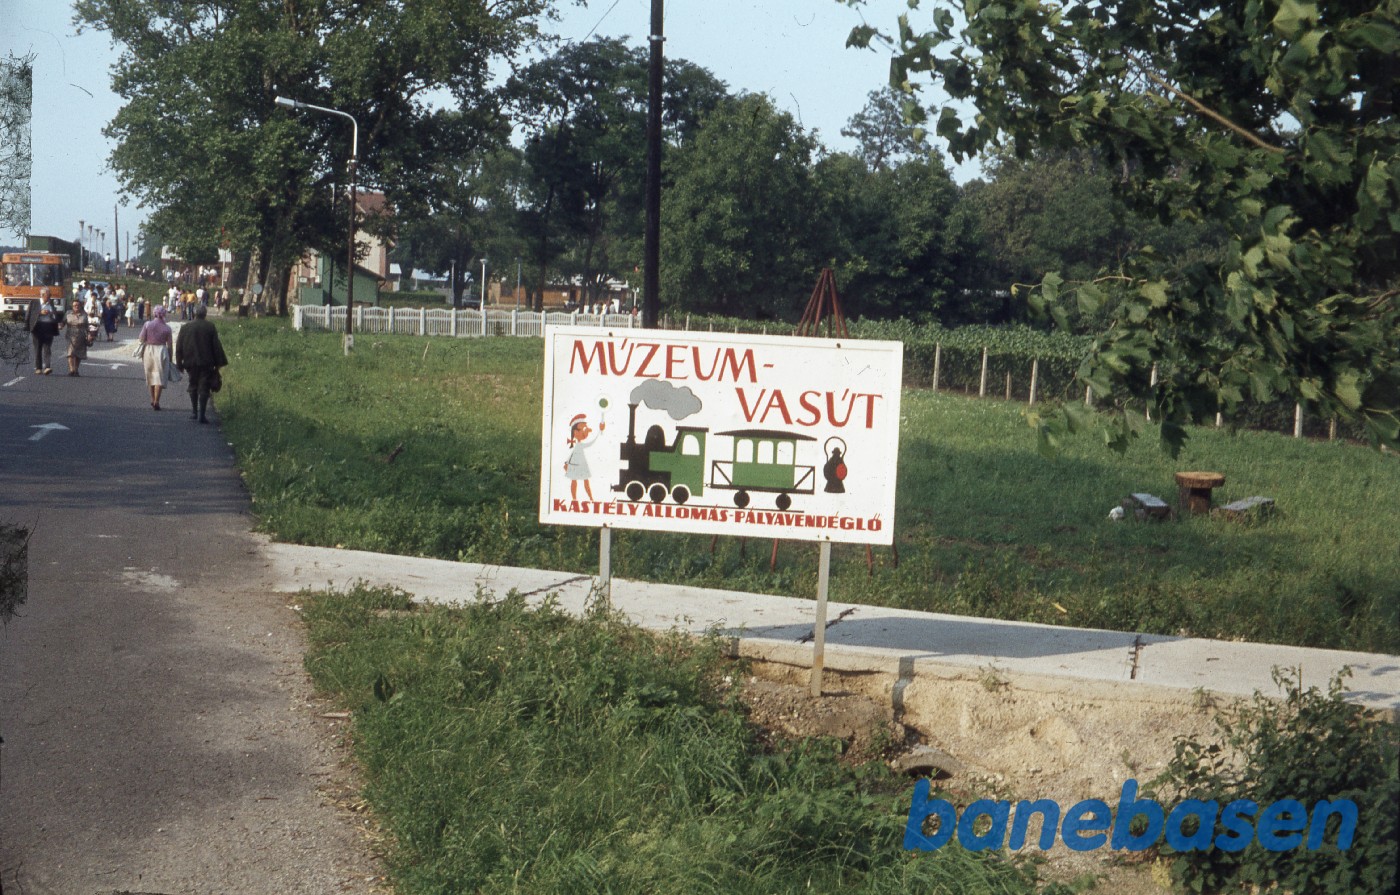 MÚZEUM-
VASÚT
KASTÉLY ÁLLOMÁS-PÁLYAVENDÉGLŐ
banebasen